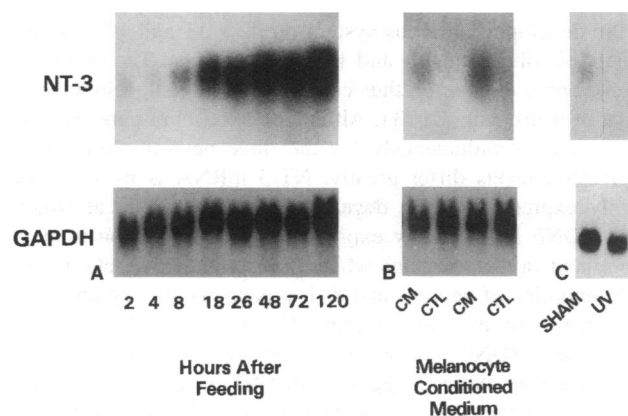 NT-3
GAPDH
A
2 4 8 18 26 48 72 120
Hours After
Feeding
B
CM CTL CM CTL
Melanocyte
Conditioned
Medium
C
SHAM UV